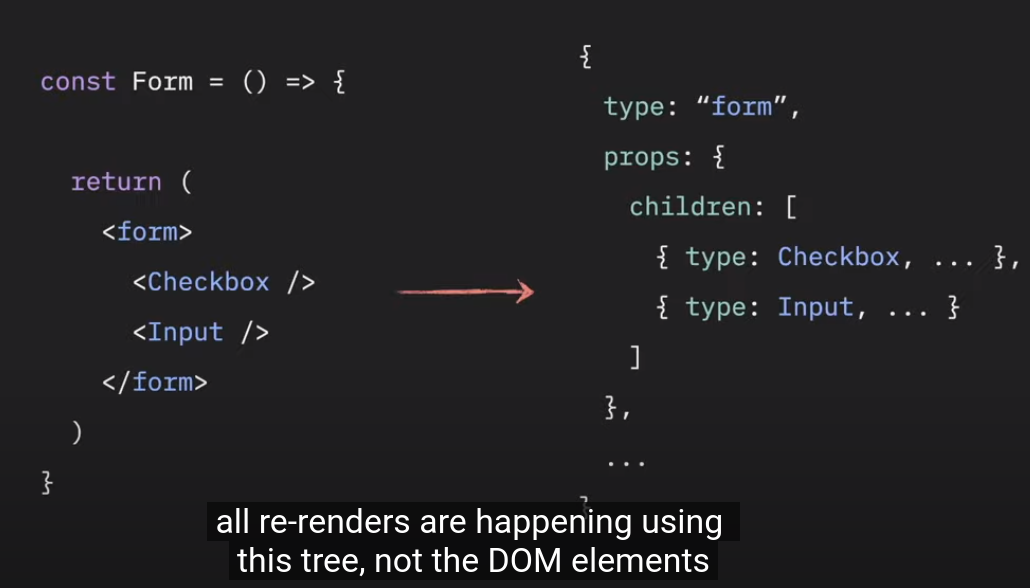 const Form = () => {
return (
<form>
<Checkbox />
<Input />
</form>
)
}
{
type: “form”,
props: {
children: [
{ type: Checkbox, ... },
{ type: Input, ... }
]
},
...
}
all re-renders are happening using
this tree, not the DOM elements